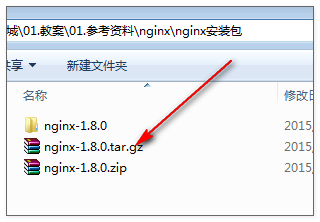 城\01.教案\01.参考资料\nginx\nginx安装包
共享 新建文件夹
名称 修改日
nginx-1.8.0 2015/
nginx-1.8.0.tar.gz 2015/
nginx-1.8.0.zip 2015/